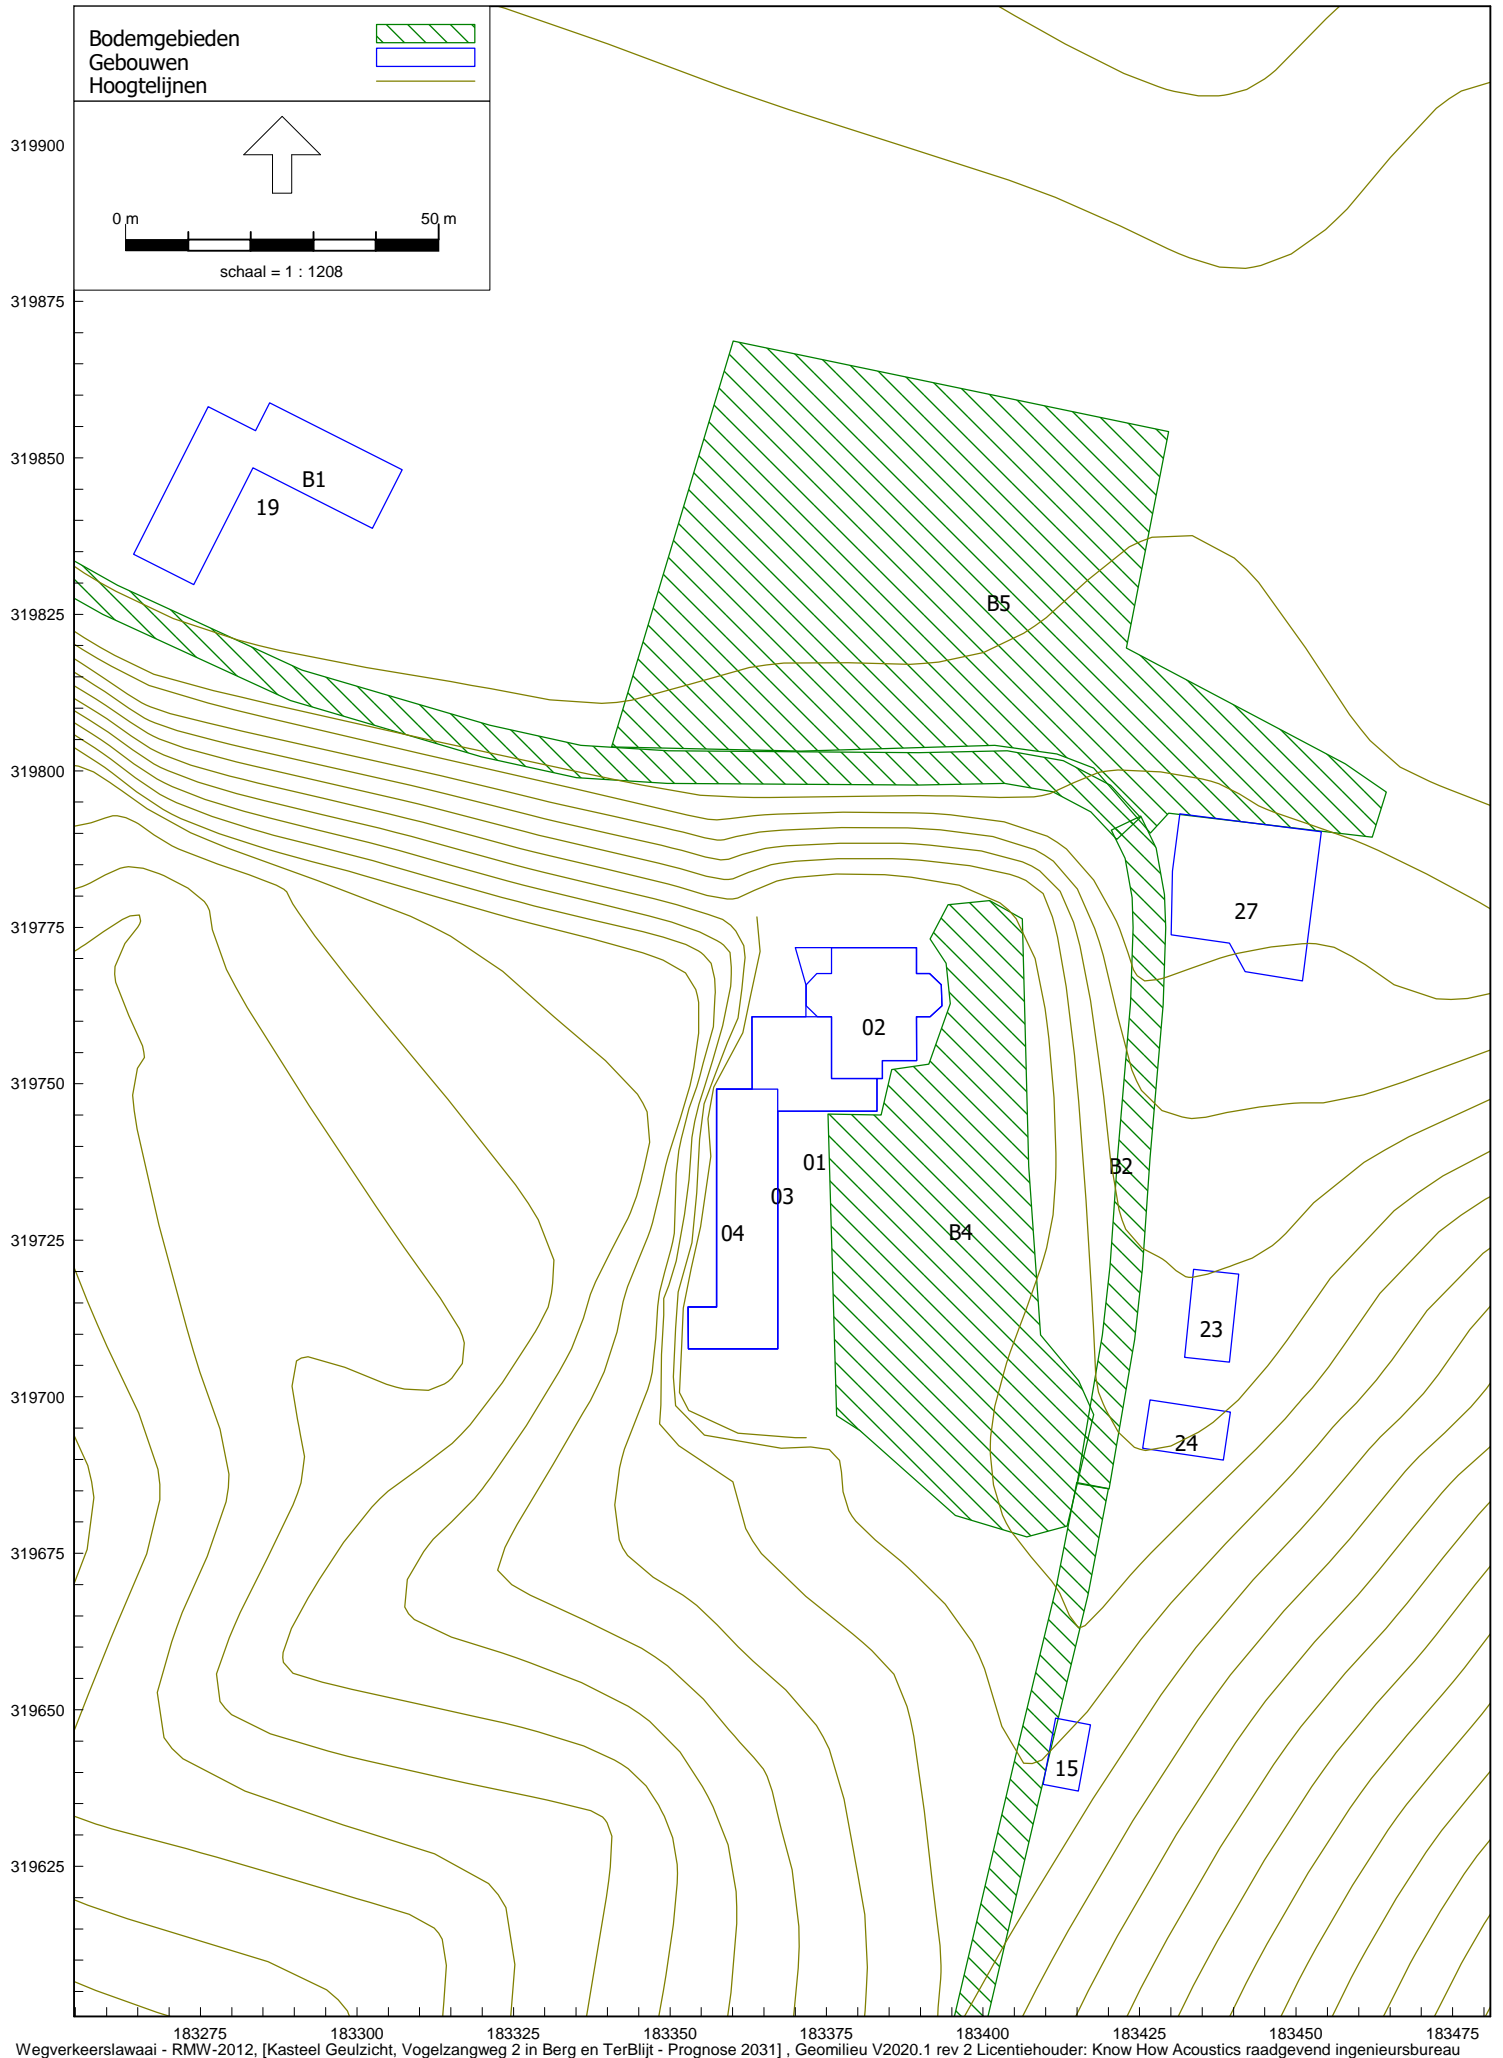 Bodemgebieden
Gebouwen
Hoogtelijnen
0 m 50 m
schaal = 1 : 1208
319900
319875
319850
319825
319800
319775
319750
319725
319700
319675
319650
319625
B1
19
B5
27
02
01
03
04
B2
B4
23
24
15
183275 183300 183325 183350 183375 183400 183425 183450 183475
Wegverkeerslawaai - RMW-2012, [Kasteel Geulzicht, Vogelzangweg 2 in Berg en TerBlijt - Prognose 2031] , Geomilieu V2020.1 rev 2 Licentiehouder: Know How Acoustics raadgevend ingenieursbureau